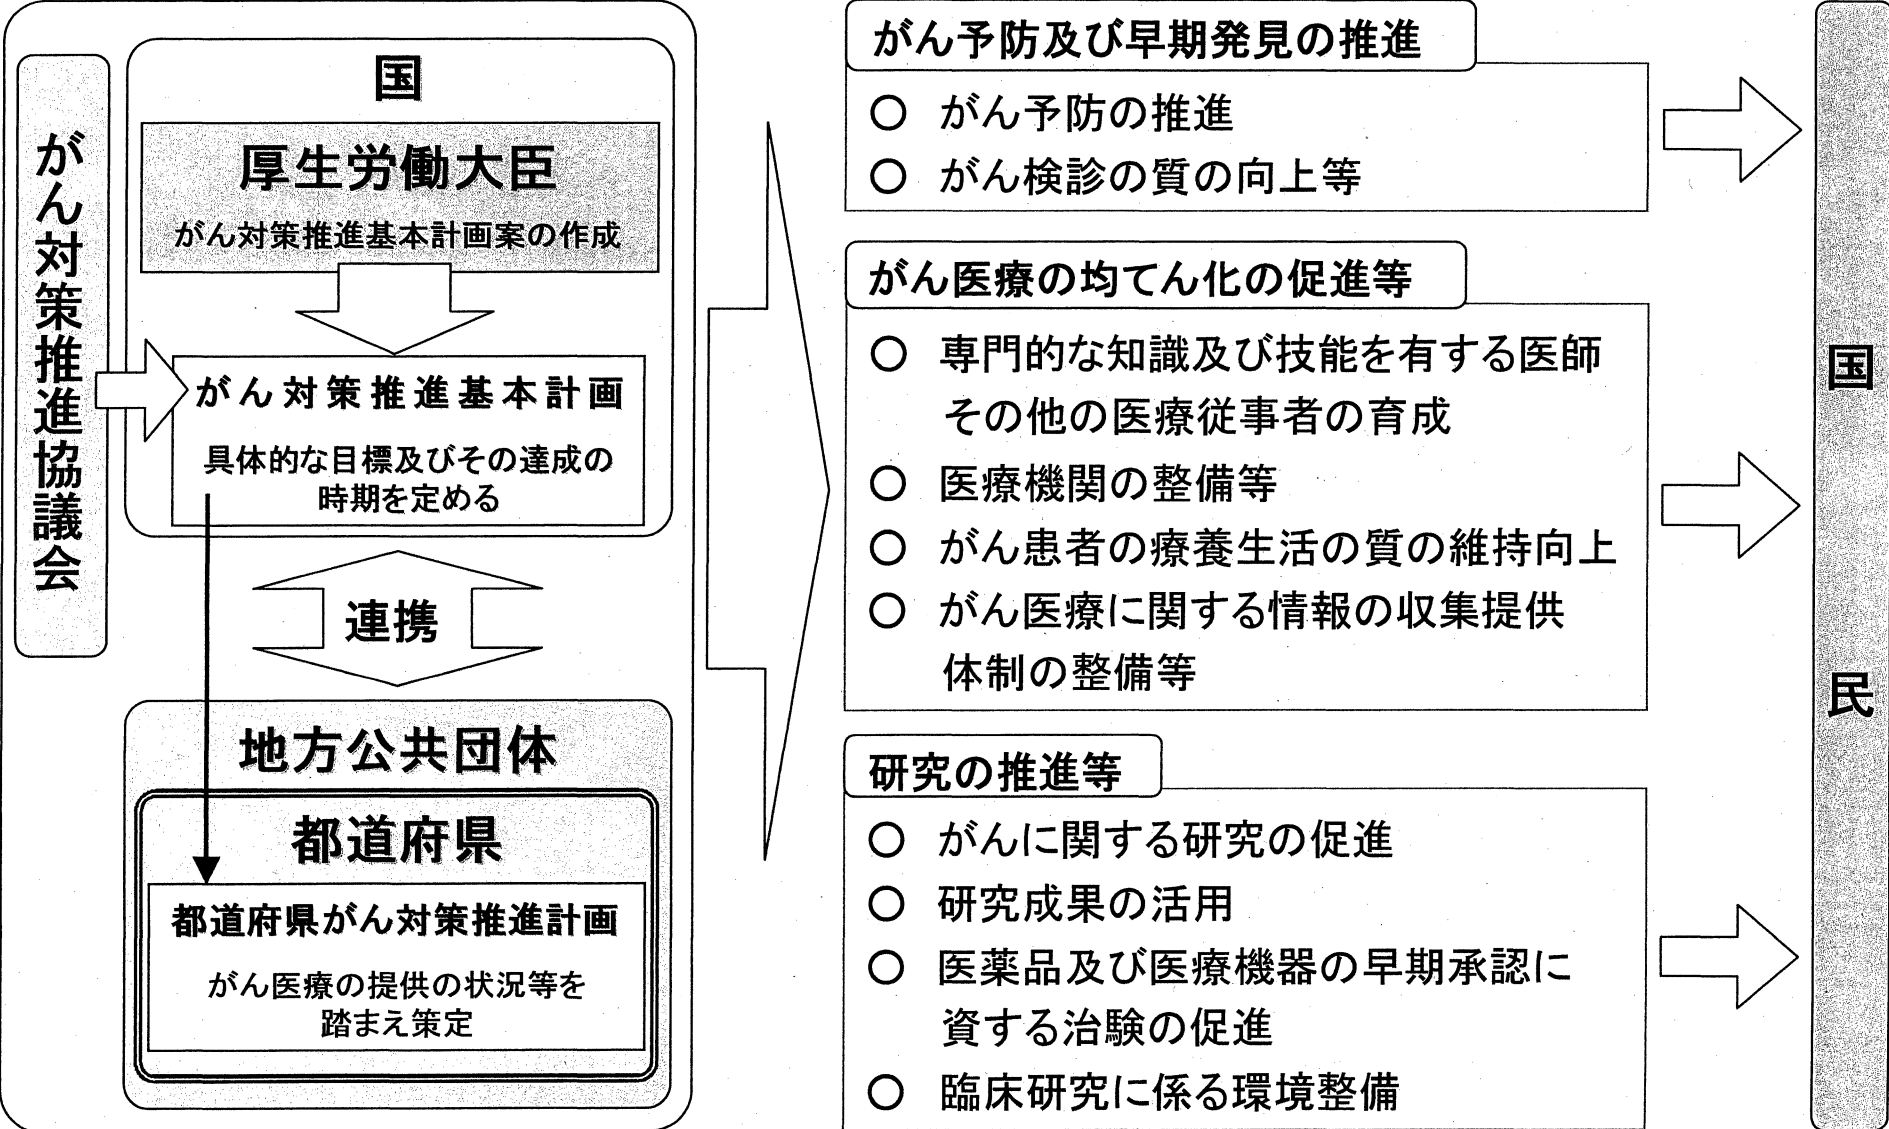 がん対策推進協議会
国
厚生労働大臣
がん対策推進基本計画案の作成
がん対策推進基本計画
具体的な目標及びその達成の
時期を定める
連携
地方公共団体
都道府県
都道府県がん対策推進計画
がん医療の提供の状況等を
踏まえ策定
がん予防及び早期発見の推進
○ がん予防の推進
○ がん検診の質の向上等
がん医療の均てん化の促進等
○ 専門的な知識及び技能を有する医師
その他の医療従事者の育成
○ 医療機関の整備等
○ がん患者の療養生活の質の維持向上
○ がん医療に関する情報の収集提供
体制の整備等
研究の推進等
○ がんに関する研究の促進
○ 研究成果の活用
○ 医薬品及び医療機器の早期承認に
資する治験の促進
○ 臨床研究に係る環境整備
国民